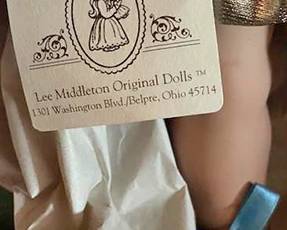 Lee Middleton Original Dolls ™
1301 Washington Blvd./Belpre, Ohio 45714